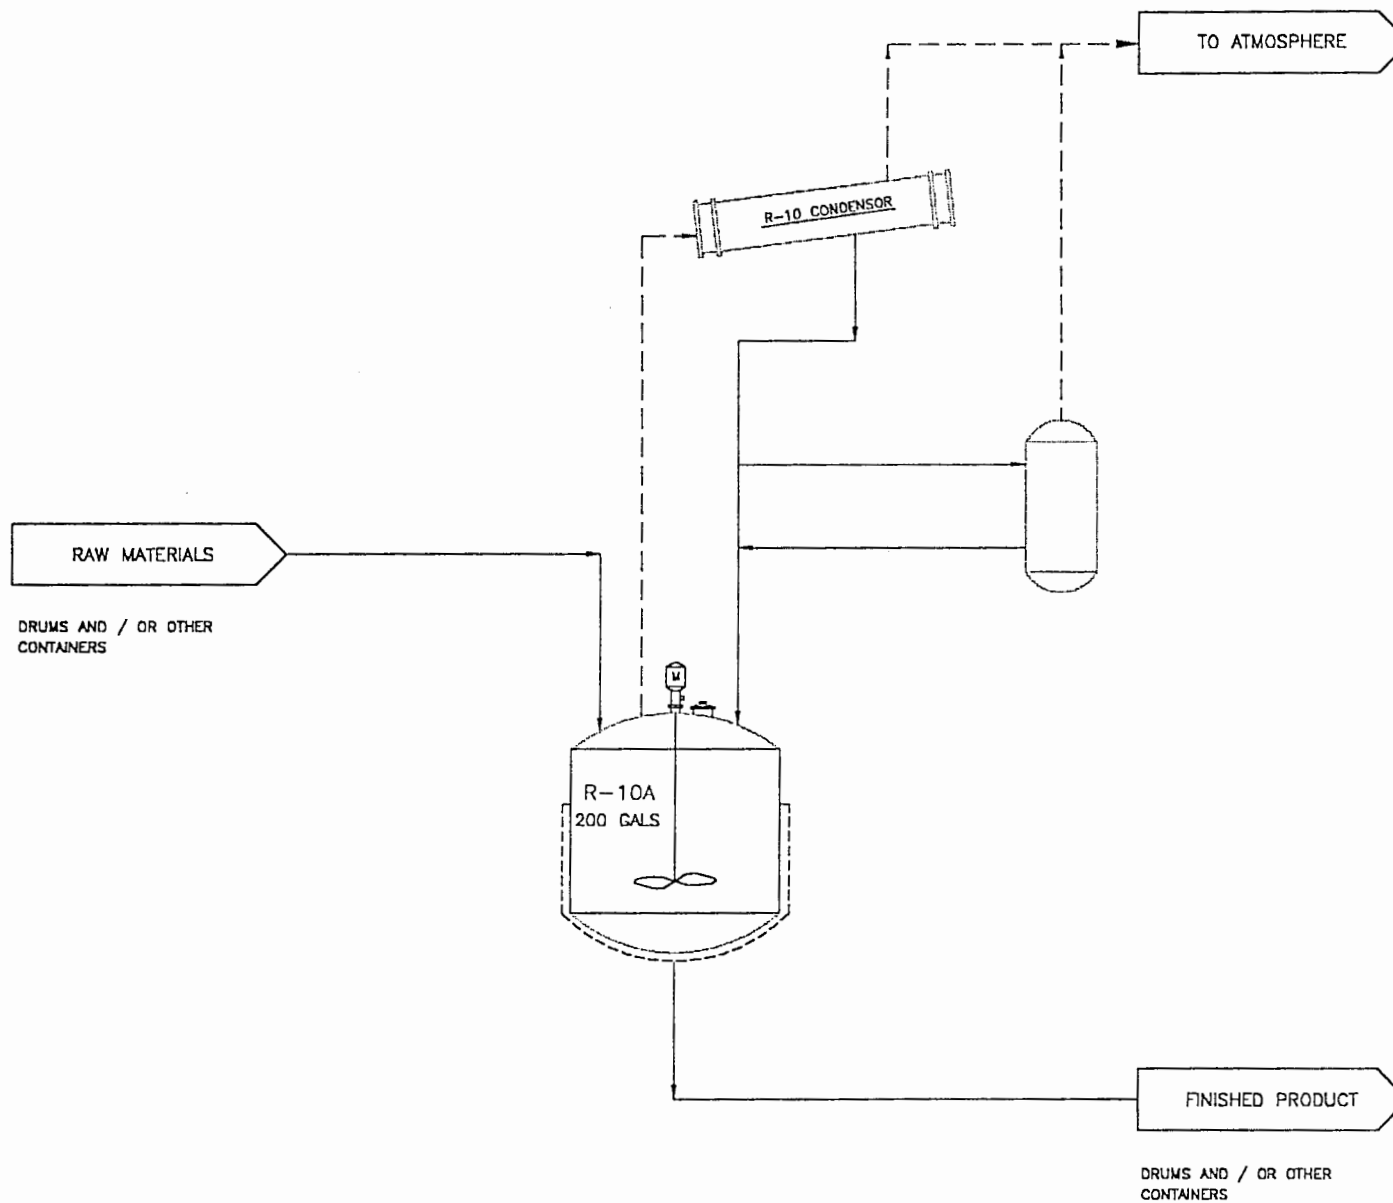 TO ATMOSPHERE
R-10 CONDENSOR
RAW MATERIALS
DRUMS AND / OR OTHER
CONTAINERS
M
R-10A
200 GALS
FINISHED PRODUCT
DRUMS AND / OR OTHER
CONTAINERS